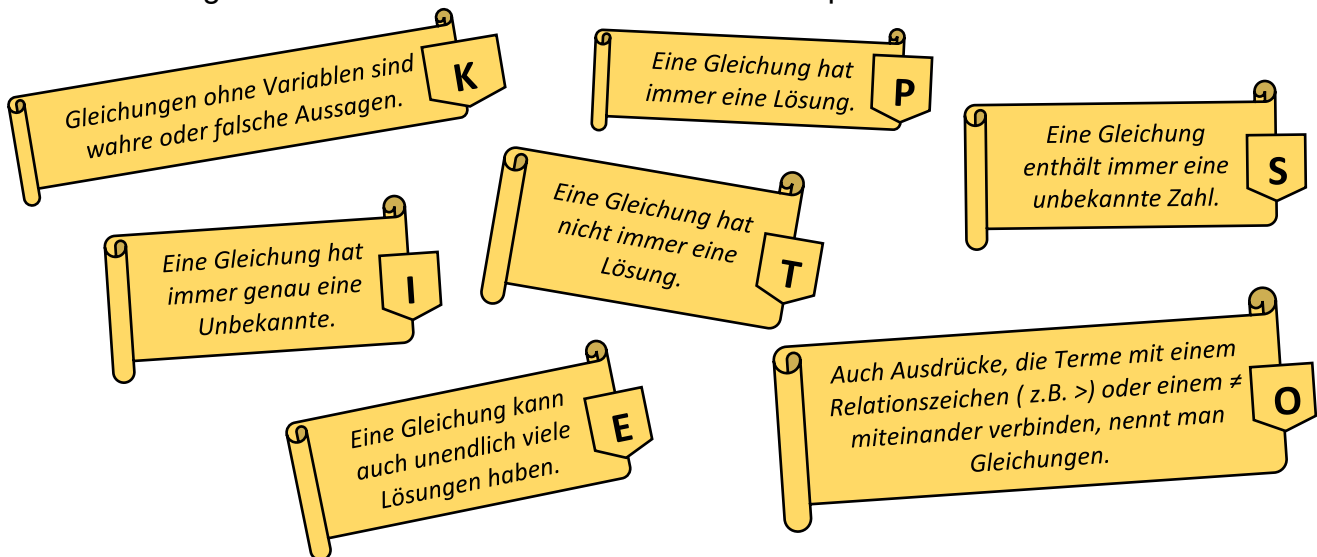 Gleichungen ohne Variablen sind
wahre oder falsche Aussagen.
K
Eine Gleichung hat
immer eine Lösung.
P
Eine Gleichung
enthält immer eine
unbekannte Zahl.
S
Eine Gleichung hat
immer genau eine
Unbekannte.
I
Eine Gleichung hat
nicht immer eine
Lösung.
T
Eine Gleichung kann
auch unendlich viele
Lösungen haben.
E
Auch Ausdrücke, die Terme mit einem
Relationszeichen ( z.B. >) oder einem ≠
miteinander verbinden, nennt man
Gleichungen.
O